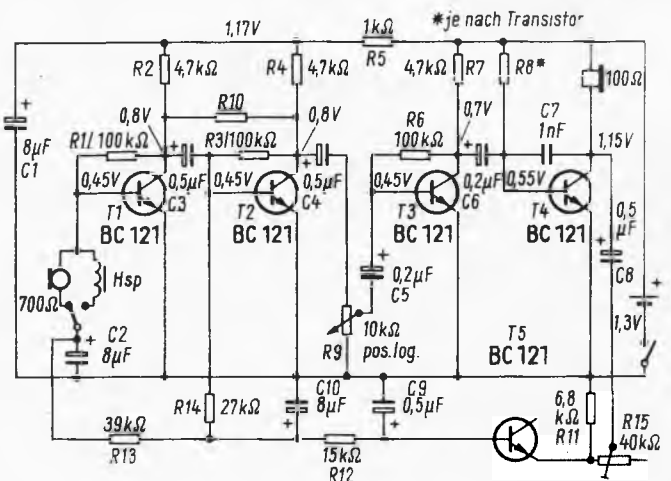 *je nach Transistor
1,17V
1kΩ
R5
R2
4,7kΩ
R4
4,7kΩ
4,7kΩ
R7
R8*
100Ω
8µF
C1
R10
0,8V
0,8V
R1/100kΩ
R3/100kΩ
R6
100kΩ
0,7V
C7
1nF
1,15V
0,45V
0,5µF
0,45V
0,5µF
0,45V
0,2µF
0,55V
T1
C3
T2
C4
T3
C6
T4
BC 121
BC 121
BC 121
BC 121
0,5
µF
C8
Hsp
700Ω
C2
8µF
0,2µF
C5
10kΩ
pos.log.
R9
T5
BC 121
1,3V
R14
27kΩ
C10
8µF
C9
0,5µF
6,8
kΩ
R11
R15
40kΩ
39kΩ
R13
15kΩ
R12